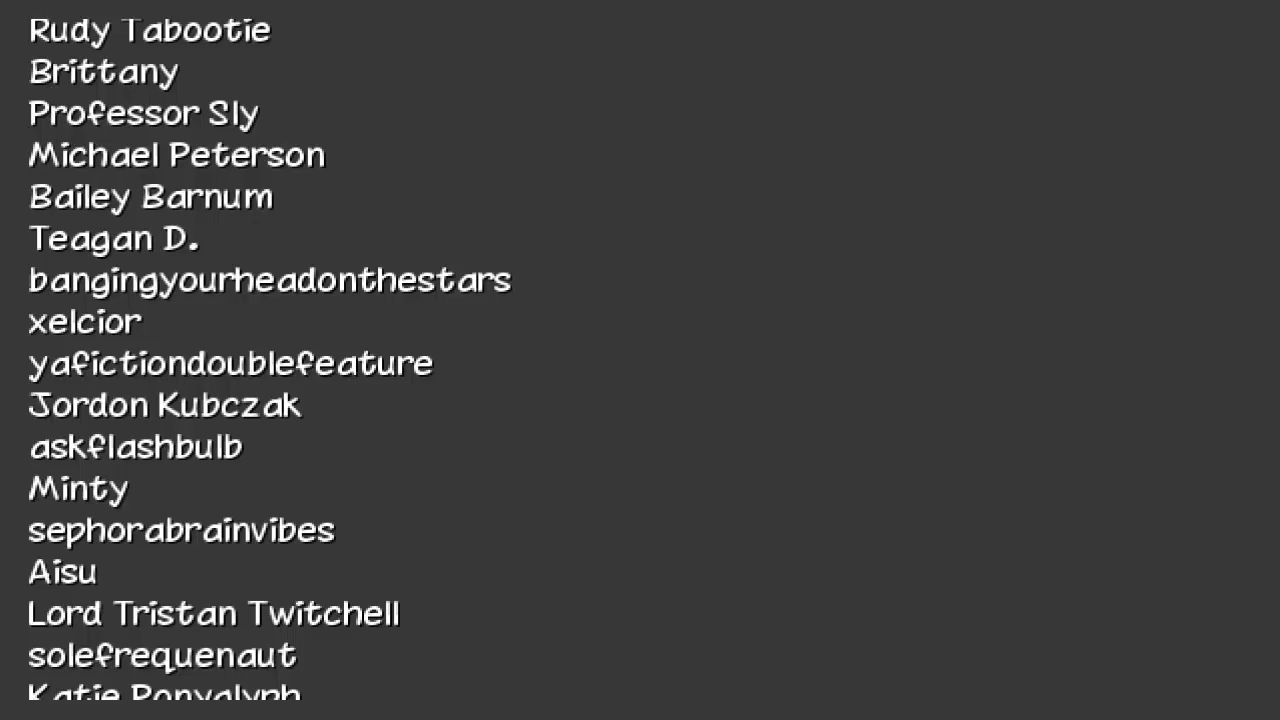 Rudy Tabootie
Brittany
Professor Sly
Michael Peterson
Bailey Barnum
Teagan D.
bangingyourheadonthestars
xelcior
yafictiondoublefeature
Jordon Kubczak
askflashbulb
Minty
sephorabrainvibes
Aisu
Lord Tristan Twitchell
solefrequenaut
Katie